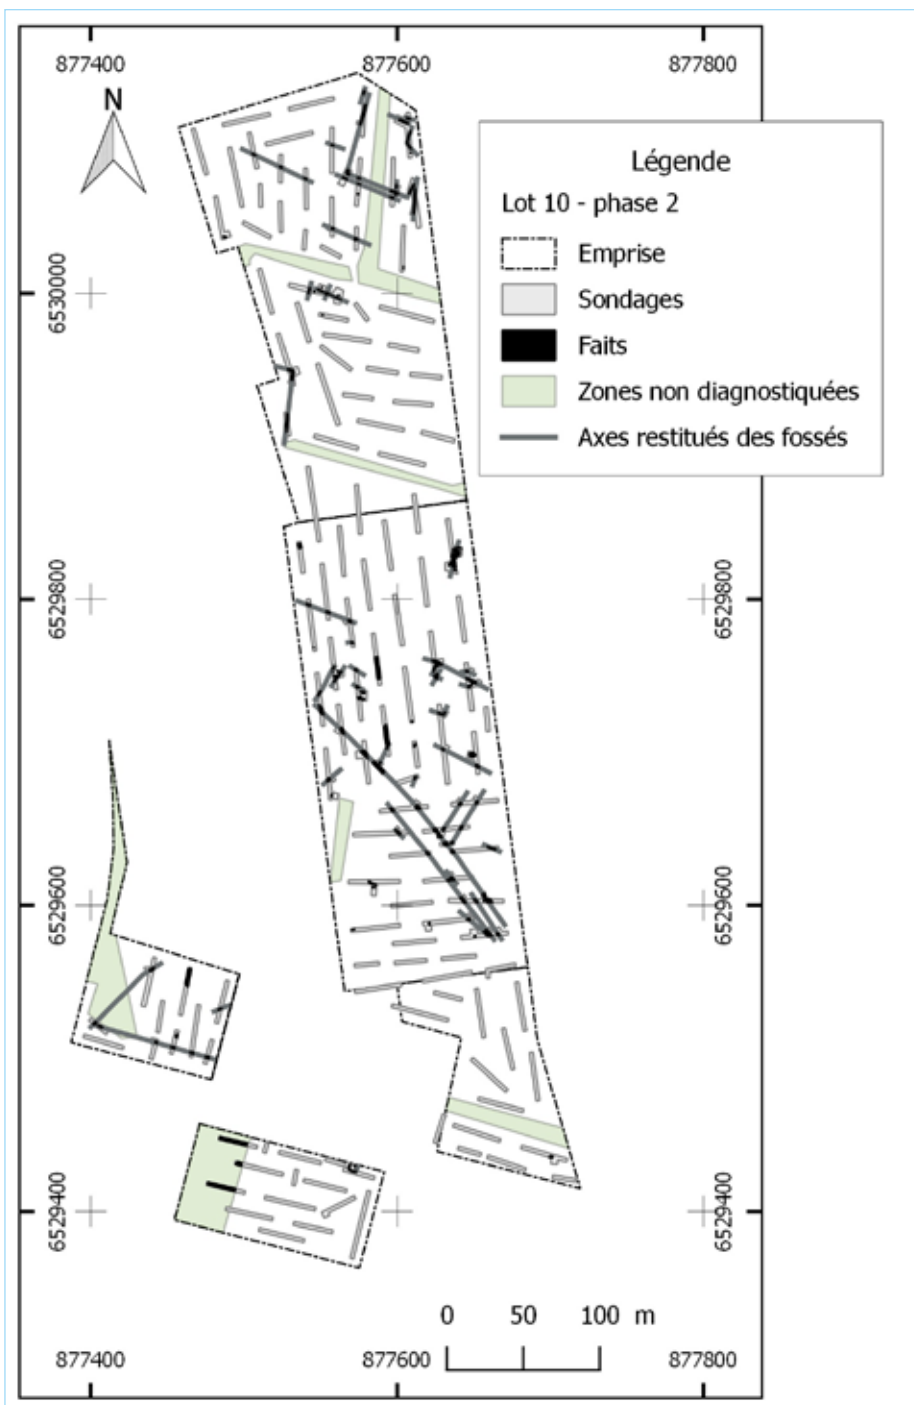 877400
877600
877800
N
Légende
Lot 10 - phase 2
Emprise
Sondages
Faits
Zones non diagnostiquées
Axes restitués des fossés
6530000
6529800
6529800
6529600
6529600
6529400
6529400
0 50 100 m
877400
877600
877800